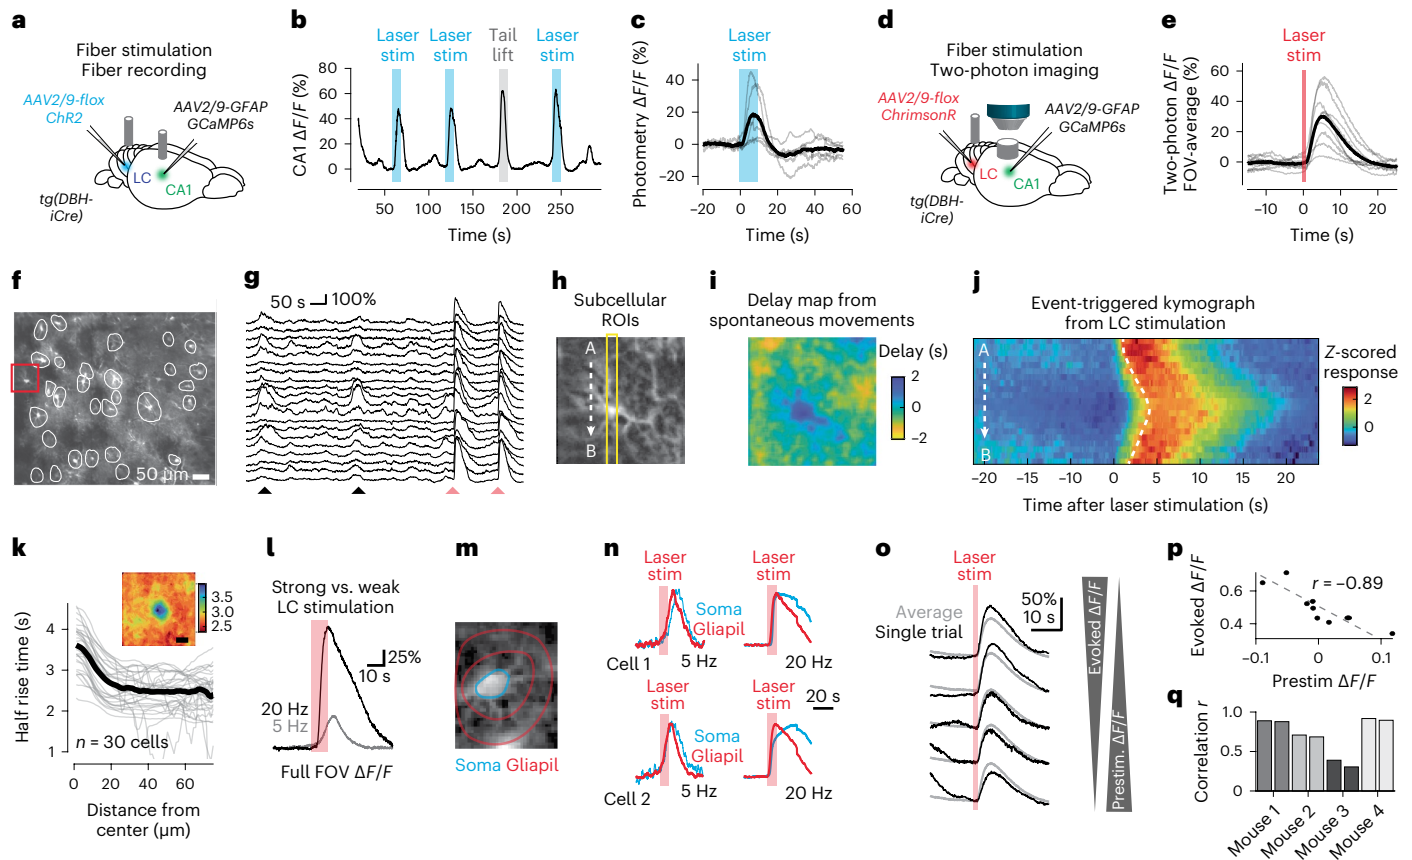 a
Fiber stimulation
Fiber recording
AAV2/9-flox
ChR2
AAV2/9-GFAP
GCaMP6s
LC
CA1
tg(DBH-
iCre)
b
Laser
stim
Laser
stim
Tail
lift
Laser
stim
CA1 ΔF/F (%)
80
60
40
20
0
50 100 150 200 250
Time (s)
c
Laser
stim
Photometry ΔF/F (%)
40
20
0
−20
−20 0 20 40 60
Time (s)
d
Fiber stimulation
Two-photon imaging
AAV2/9-flox
ChrimsonR
AAV2/9-GFAP
GCaMP6s
LC
CA1
tg(DBH-
iCre)
e
Laser
stim
Two-photon ΔF/F
FOV-average (%)
60
40
20
0
−10 0 10 20
Time (s)
f
50 µm
g
50 s 100%
h
Subcellular
ROIs
A
B
i
Delay map from
spontaneous movements
Delay (s)
2
0
−2
j
Event-triggered kymograph
from LC stimulation
A
B
−20 −15 −10 −5 0 5 10 15 20
Time after laser stimulation (s)
Z-scored
response
2
0
k
3.5
3.0
2.5
Half rise time (s)
4
3
2
1
n = 30 cells
0 20 40 60
Distance from
center (µm)
l
Strong vs. weak
LC stimulation
25%
10 s
20 Hz
5 Hz
Full FOV ΔF/F
m
Soma Gliapil
n
Laser
stim
Laser
stim
Soma
Gliapil
Cell 1
5 Hz
20 Hz
Laser
stim
Laser
stim
20 s
Soma
Gliapil
Cell 2
5 Hz
20 Hz
o
Laser
stim
Average
Single trial
50%
10 s
Evoked ΔF/F
Prestim. ΔF/F
p
Evoked ΔF/F
0.6
0.4
r = −0.89
−0.1 0 0.1
Prestim ΔF/F
q
Correlation r
1.0
0.5
0
Mouse 1
Mouse 2
Mouse 3
Mouse 4